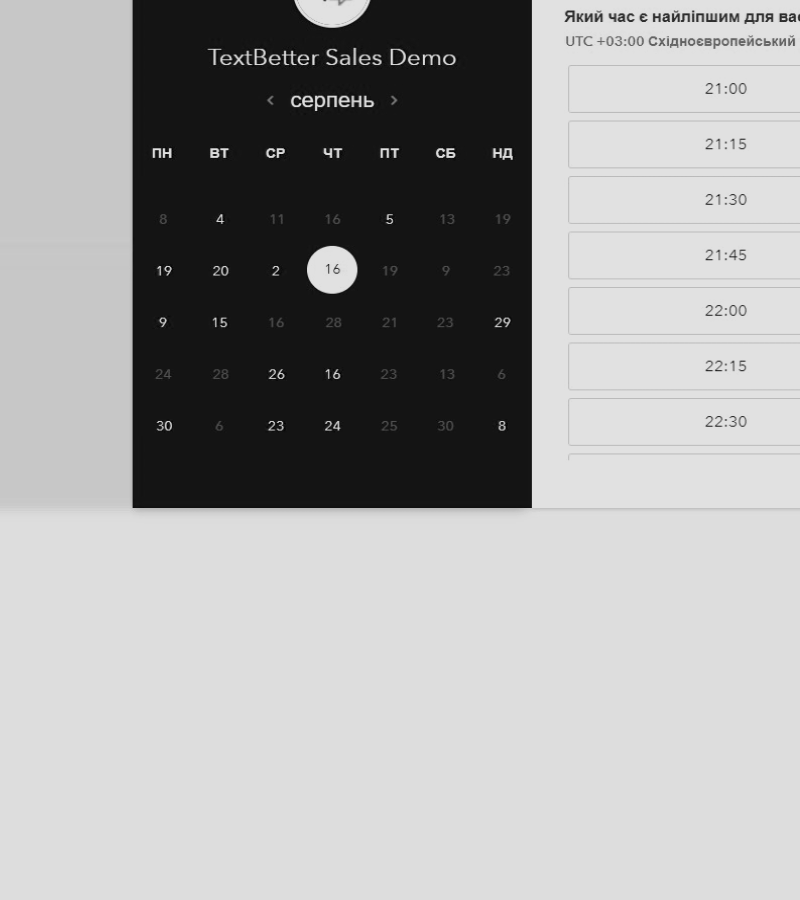 TextBetter Sales Demo
серпень
ПН ВТ СР ЧТ ПТ СБ НД
8 4 11 16 5 13 19
19 20 2 16 19 9 23
9 15 16 28 21 23 29
24 28 26 16 23 13 6
30 6 23 24 25 30 8
Який час є найліпшим для
UTC +03:00 Східноєвропейський
21:00
21:15
21:30
21:45
22:00
22:15
22:30